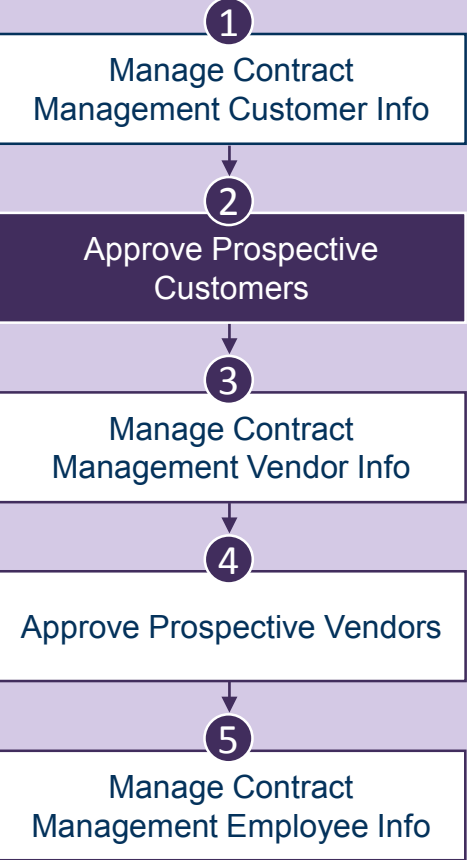 1
Manage Contract
Management Customer Info
2
Approve Prospective
Customers
3
Manage Contract
Management Vendor Info
4
Approve Prospective Vendors
5
Manage Contract
Management Employee Info